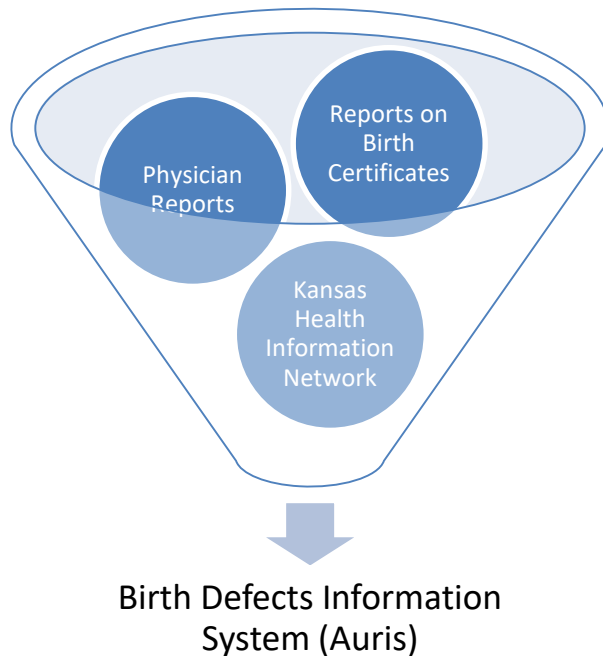 Reports on
Birth
Certificates
Physician
Reports
Kansas
Health
Information
Network
Birth Defects Information
System (Auris)